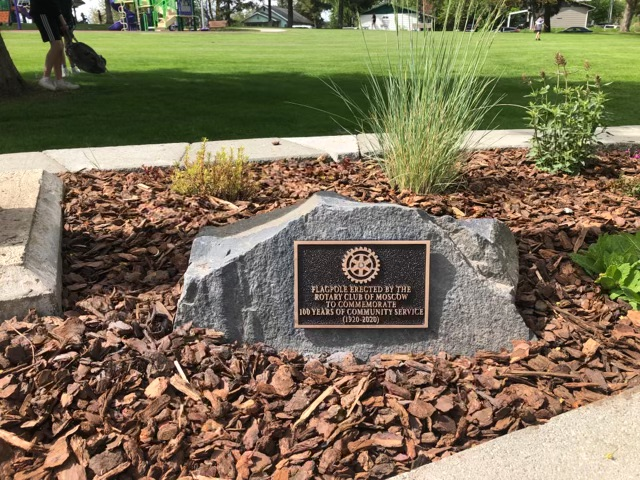 FLAGPOLE ERECTED BY THE
ROTARY CLUB OF MOSCOW
TO COMMEMORATE
100 YEARS OF COMMUNITY SERVICE
(1920-2020)